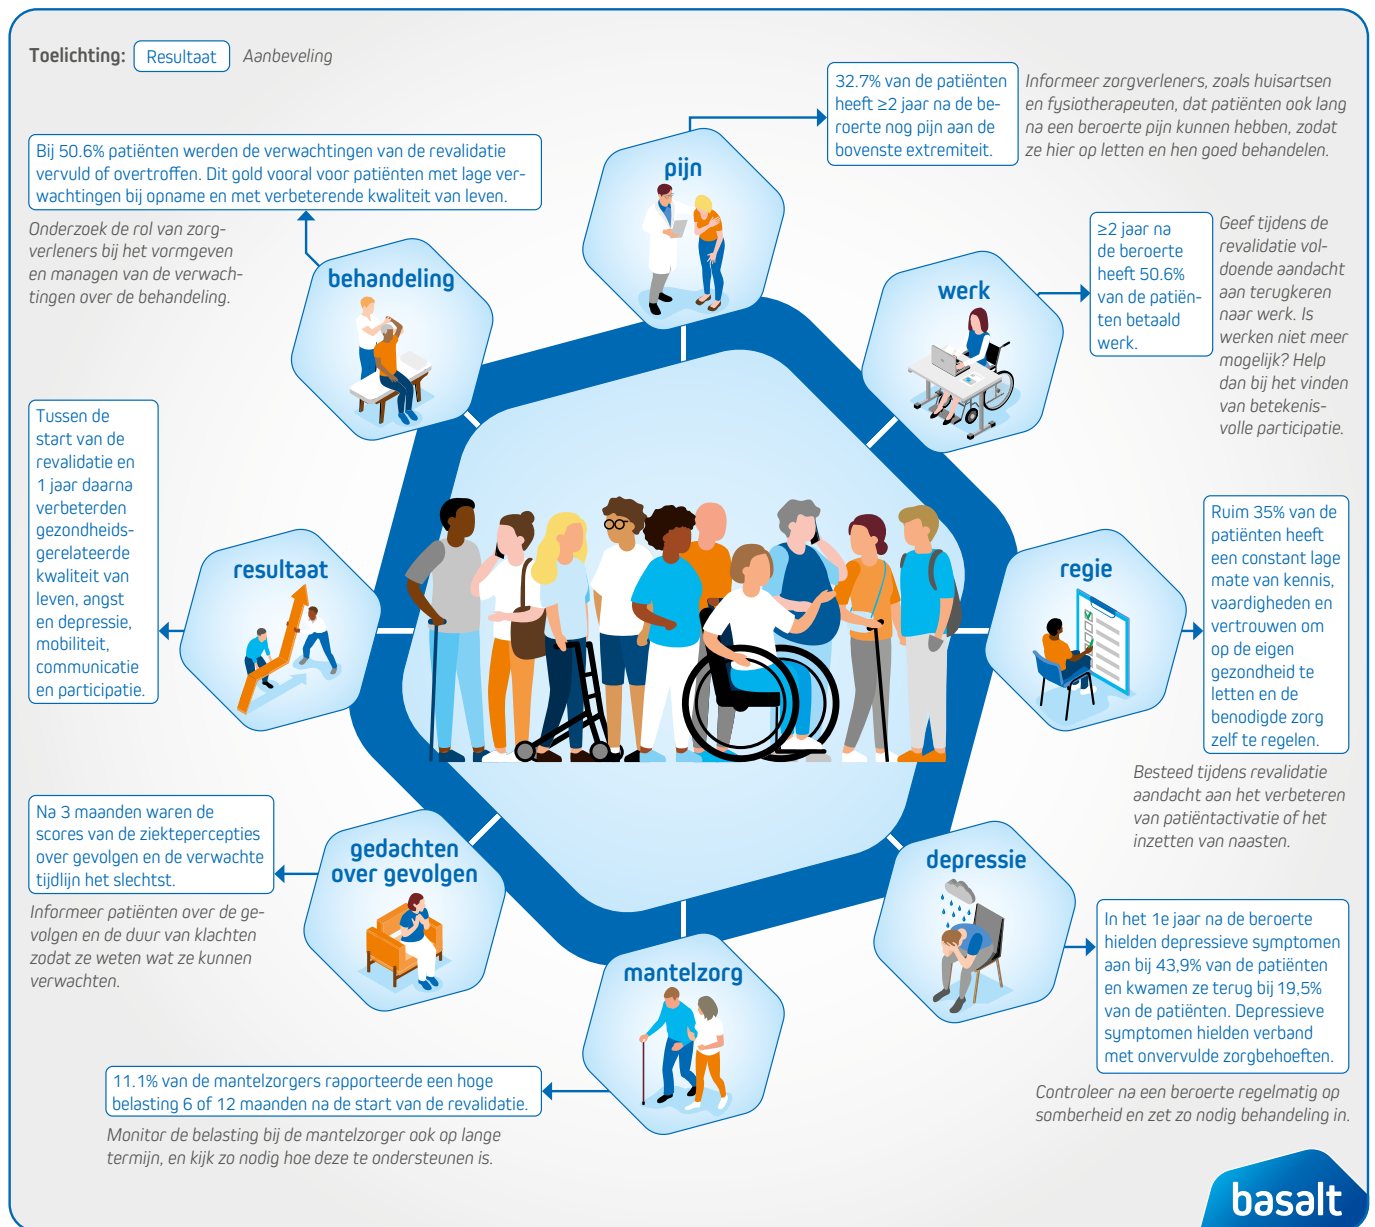 Toelichting: Resultaat Aanbeveling
pijn
32.7% van de patiënten
heeft ≥2 jaar na de be-
roerte nog pijn aan de
bovenste extremiteit.
Informeer zorgverleners, zoals huisartsen
en fysiotherapeuten, dat patiënten ook lang
na een beroerte pijn kunnen hebben, zodat
ze hier op letten en hen goed behandelen.
werk
≥2 jaar na
de beroerte
heeft 50.6%
van de patiën-
ten betaald
werk.
Geef tijdens de
revalidatie vol-
doende aandacht
aan terugkeren
naar werk. Is
werken niet meer
mogelijk? Help
dan bij het vinden
van betekenis-
volle participatie.
regie
Ruim 35% van de
patiënten heeft
een constant lage
mate van kennis,
vaardigheden en
vertrouwen om
op de eigen
gezondheid te
letten en de
benodigde zorg
zelf te regelen.
Besteed tijdens revalidatie
aandacht aan het verbeteren
van patiëntactivatie of het
inzetten van naasten.
depressie
In het 1e jaar na de beroerte
hielden depressieve symptomen
aan bij 43,9% van de patiënten
en kwamen ze terug bij 19,5%
van de patiënten. Depressieve
symptomen hielden verband
met onvervulde zorgbehoeften.
Controleer na een beroerte regelmatig op
somberheid en zet zo nodig behandeling in.
mantelzorg
11.1% van de mantelzorgers rapporteerde een hoge
belasting 6 of 12 maanden na de start van de revalidatie.
Monitor de belasting bij de mantelzorger ook op lange
termijn, en kijk zo nodig hoe deze te ondersteunen is.
gedachten
over gevolgen
Na 3 maanden waren de
scores van de ziektepercepties
over gevolgen en de verwachte
tijdlijn het slechtst.
Informeer patiënten over de ge-
volgen en de duur van klachten
zodat ze weten wat ze kunnen
verwachten.
resultaat
Tussen de
start van de
revalidatie en
1 jaar daarna
verbeterden
gezondheids-
gerelateerde
kwaliteit van
leven, angst
en depressie,
mobiliteit,
communicatie
en participatie.
behandeling
Bij 50.6% patiënten werden de verwachtingen van de revalidatie
vervuld of overtroffen. Dit gold vooral voor patiënten met lage ver-
wachtingen bij opname en met verbeterende kwaliteit van leven.
Onderzoek de rol van zorg-
verleners bij het vormgeven
en managen van de verwach-
tingen over de behandeling.
basalt